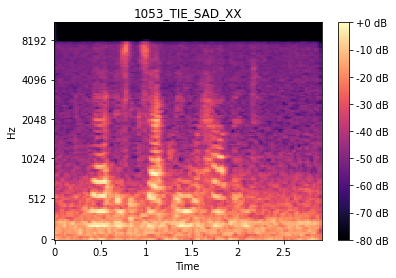 1053_TIE_SAD_XX
+0 dB
8192
-10 dB
4096
-20 dB
-30 dB
2048
Hz
-40 dB
1024
-50 dB
512
-60 dB
-70 dB
0
-80 dB
0 0.5 1 1.5 2 2.5
Time